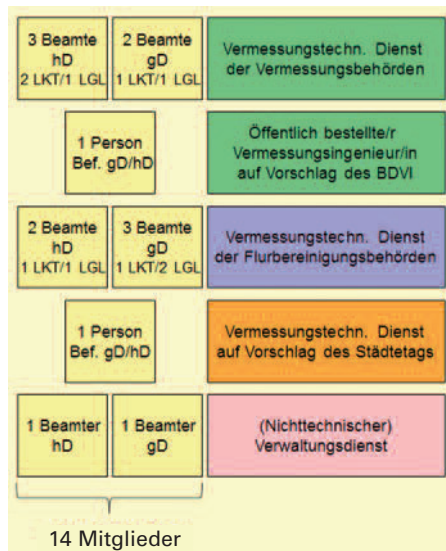 3 Beamte
hD
2 LKT/1 LGL
2 Beamte
gD
1 LKT/1 LGL
Vermessungstechn. Dienst
der Vermessungsbehörden
1 Person
Bef. gD/hD
Öffentlich bestellte/r
Vermessungsingenieur/in
auf Vorschlag des BDVI
2 Beamte
hD
1 LKT/1 LGL
3 Beamte
gD
1 LKT/2 LGL
Vermessungstechn. Dienst
der Flurbereinigungsbehörden
1 Person
Bef. gD/hD
Vermessungstechn. Dienst
auf Vorschlag des Städtetags
1 Beamter
hD
1 Beamter
gD
(Nichttechnischer)
Verwaltungsdienst
14 Mitglieder